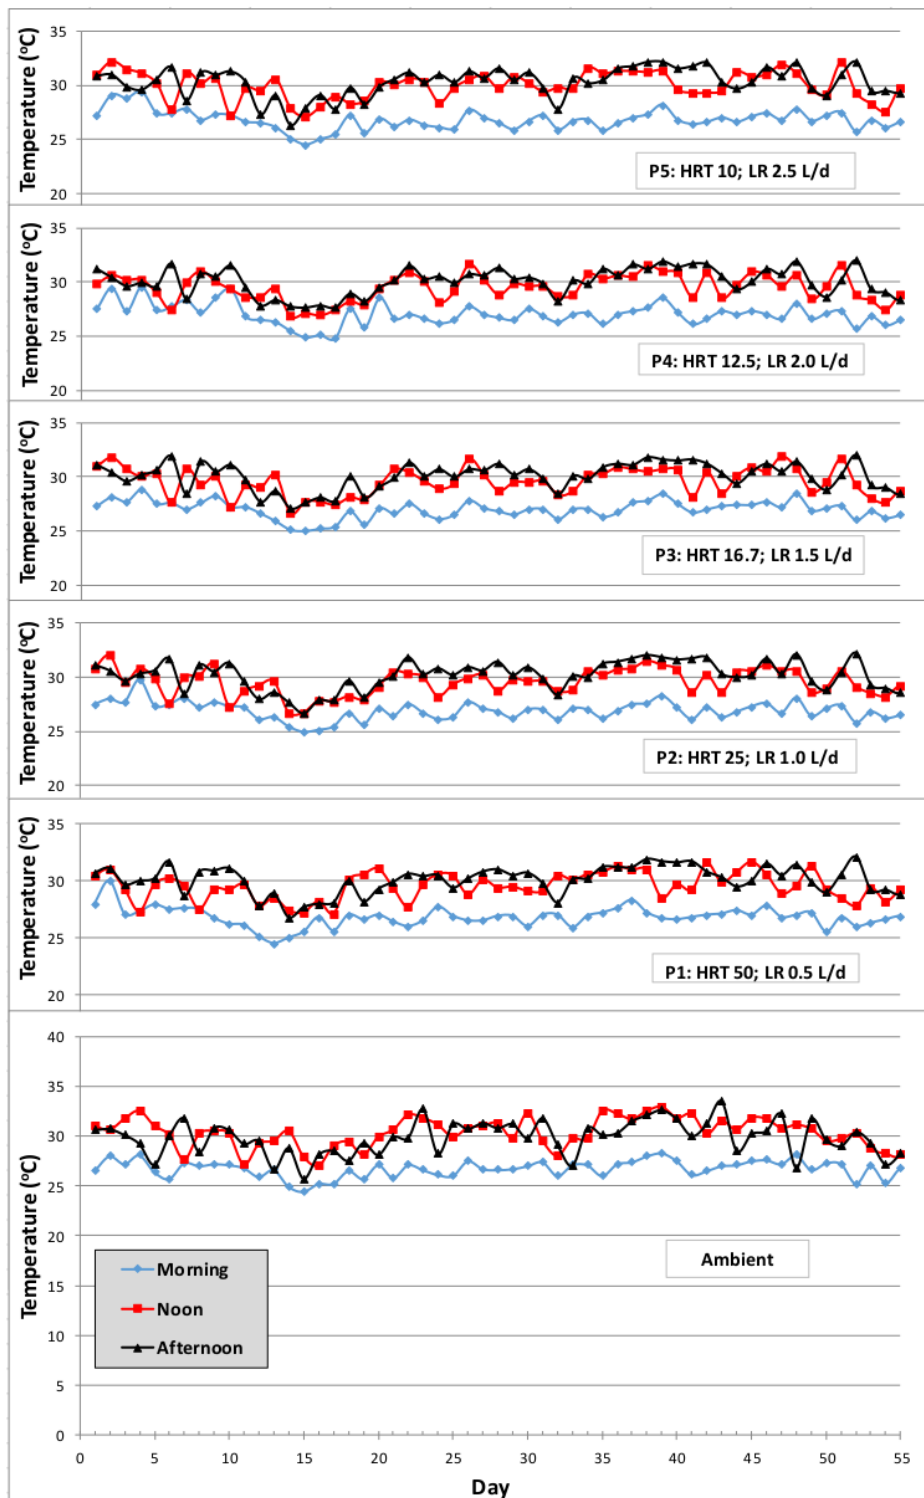 35
30
25
20
Temperature (°C)
P5: HRT 10; LR 2.5 L/d
35
30
25
20
Temperature (°C)
P4: HRT 12.5; LR 2.0 L/d
35
30
25
20
Temperature (°C)
P3: HRT 16.7; LR 1.5 L/d
35
30
25
20
Temperature (°C)
P2: HRT 25; LR 1.0 L/d
35
30
25
20
Temperature (°C)
P1: HRT 50; LR 0.5 L/d
40
35
30
25
20
15
10
5
0
Temperature (°C)
Ambient
Morning
Noon
Afternoon
0 5 10 15 20 25 30 35 40 45 50 55
Day